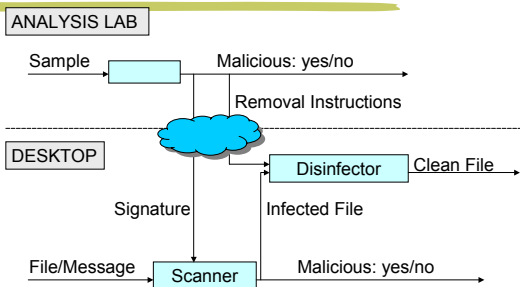 ANALYSIS LAB
Sample
Malicious: yes/no
Removal Instructions
DESKTOP
Disinfector
Clean File
Signature
Infected File
File/Message
Scanner
Malicious: yes/no